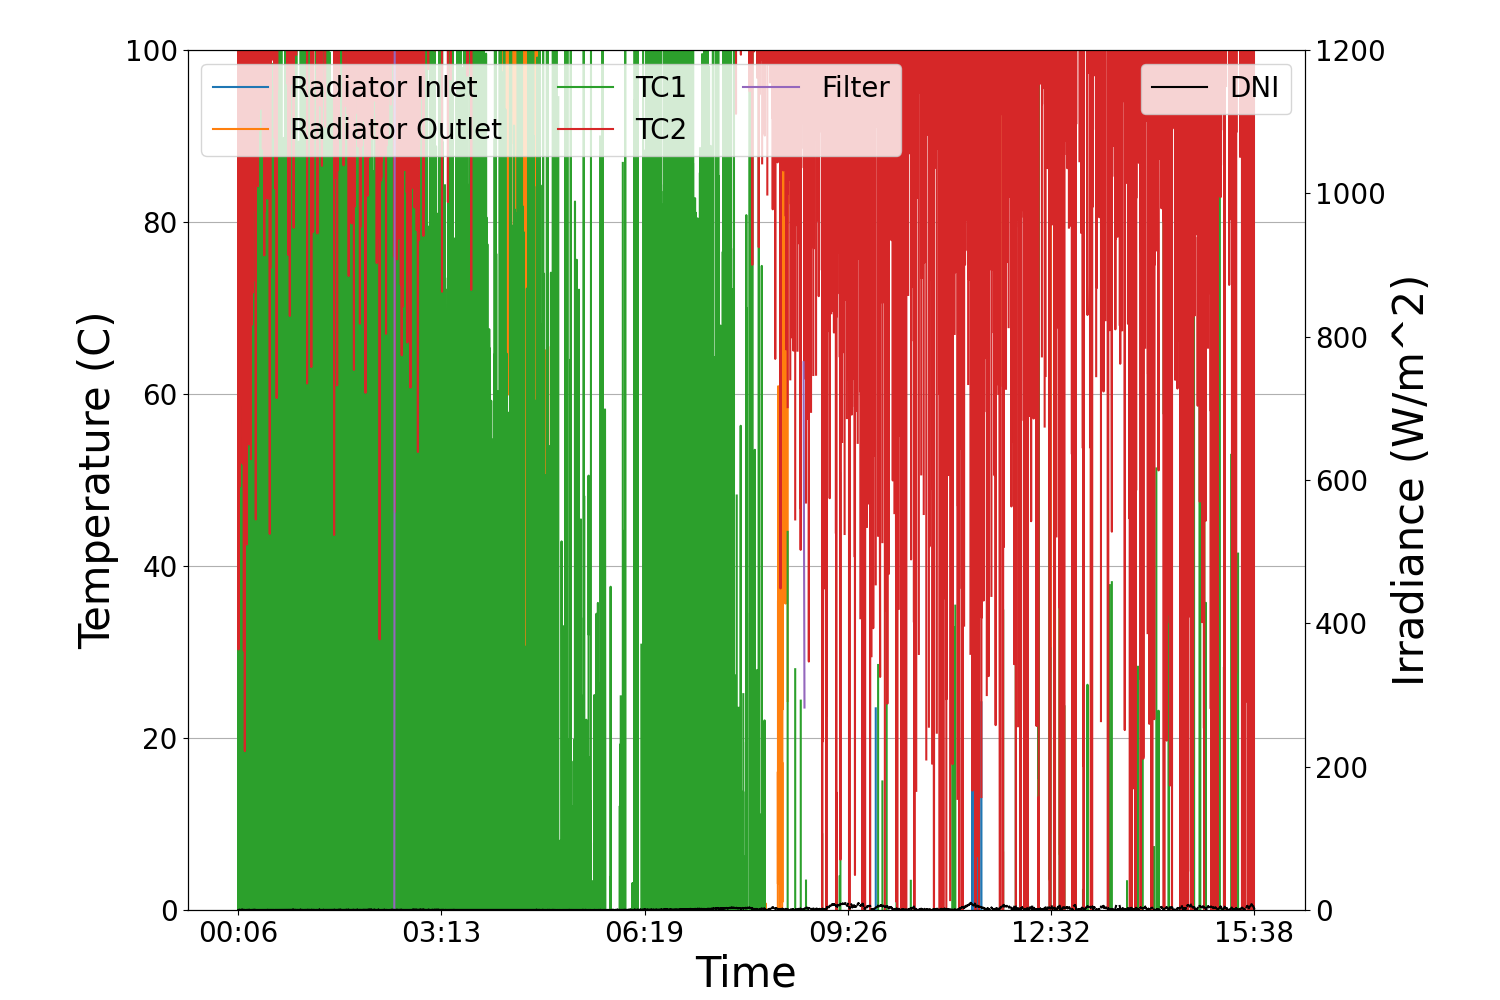 100
80
60
40
20
0
Temperature (C)
Radiator Inlet
Radiator Outlet
TC1
TC2
Filter
DNI
1200
1000
800
600
400
200
0
Irradiance (W/m^2)
00:06
03:13
06:19
09:26
12:32
15:38
Time